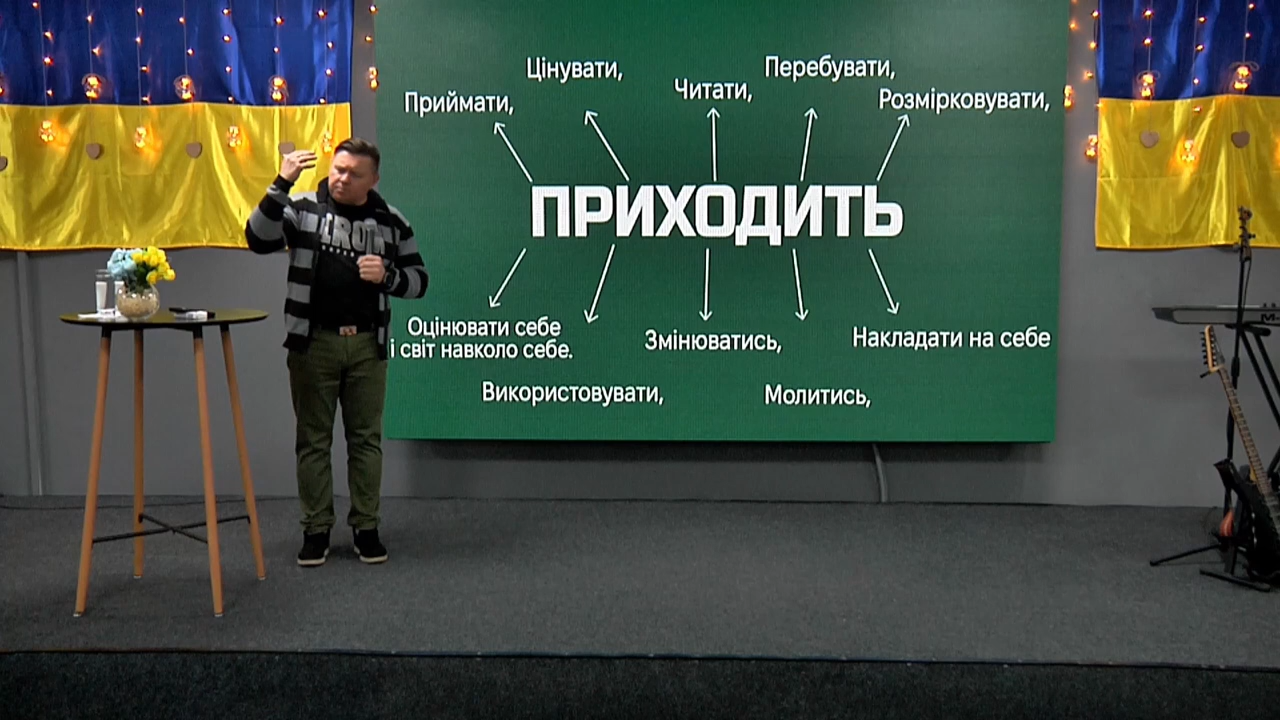 Цінувати,
Перебувати,
Читати,
Приймати,
Розмірковувати,
ПРИХОДИТЬ
Оцінювати себе
і світ навколо себе.
Змінюватись,
Накладати на себе
Використовувати,
Молитись,